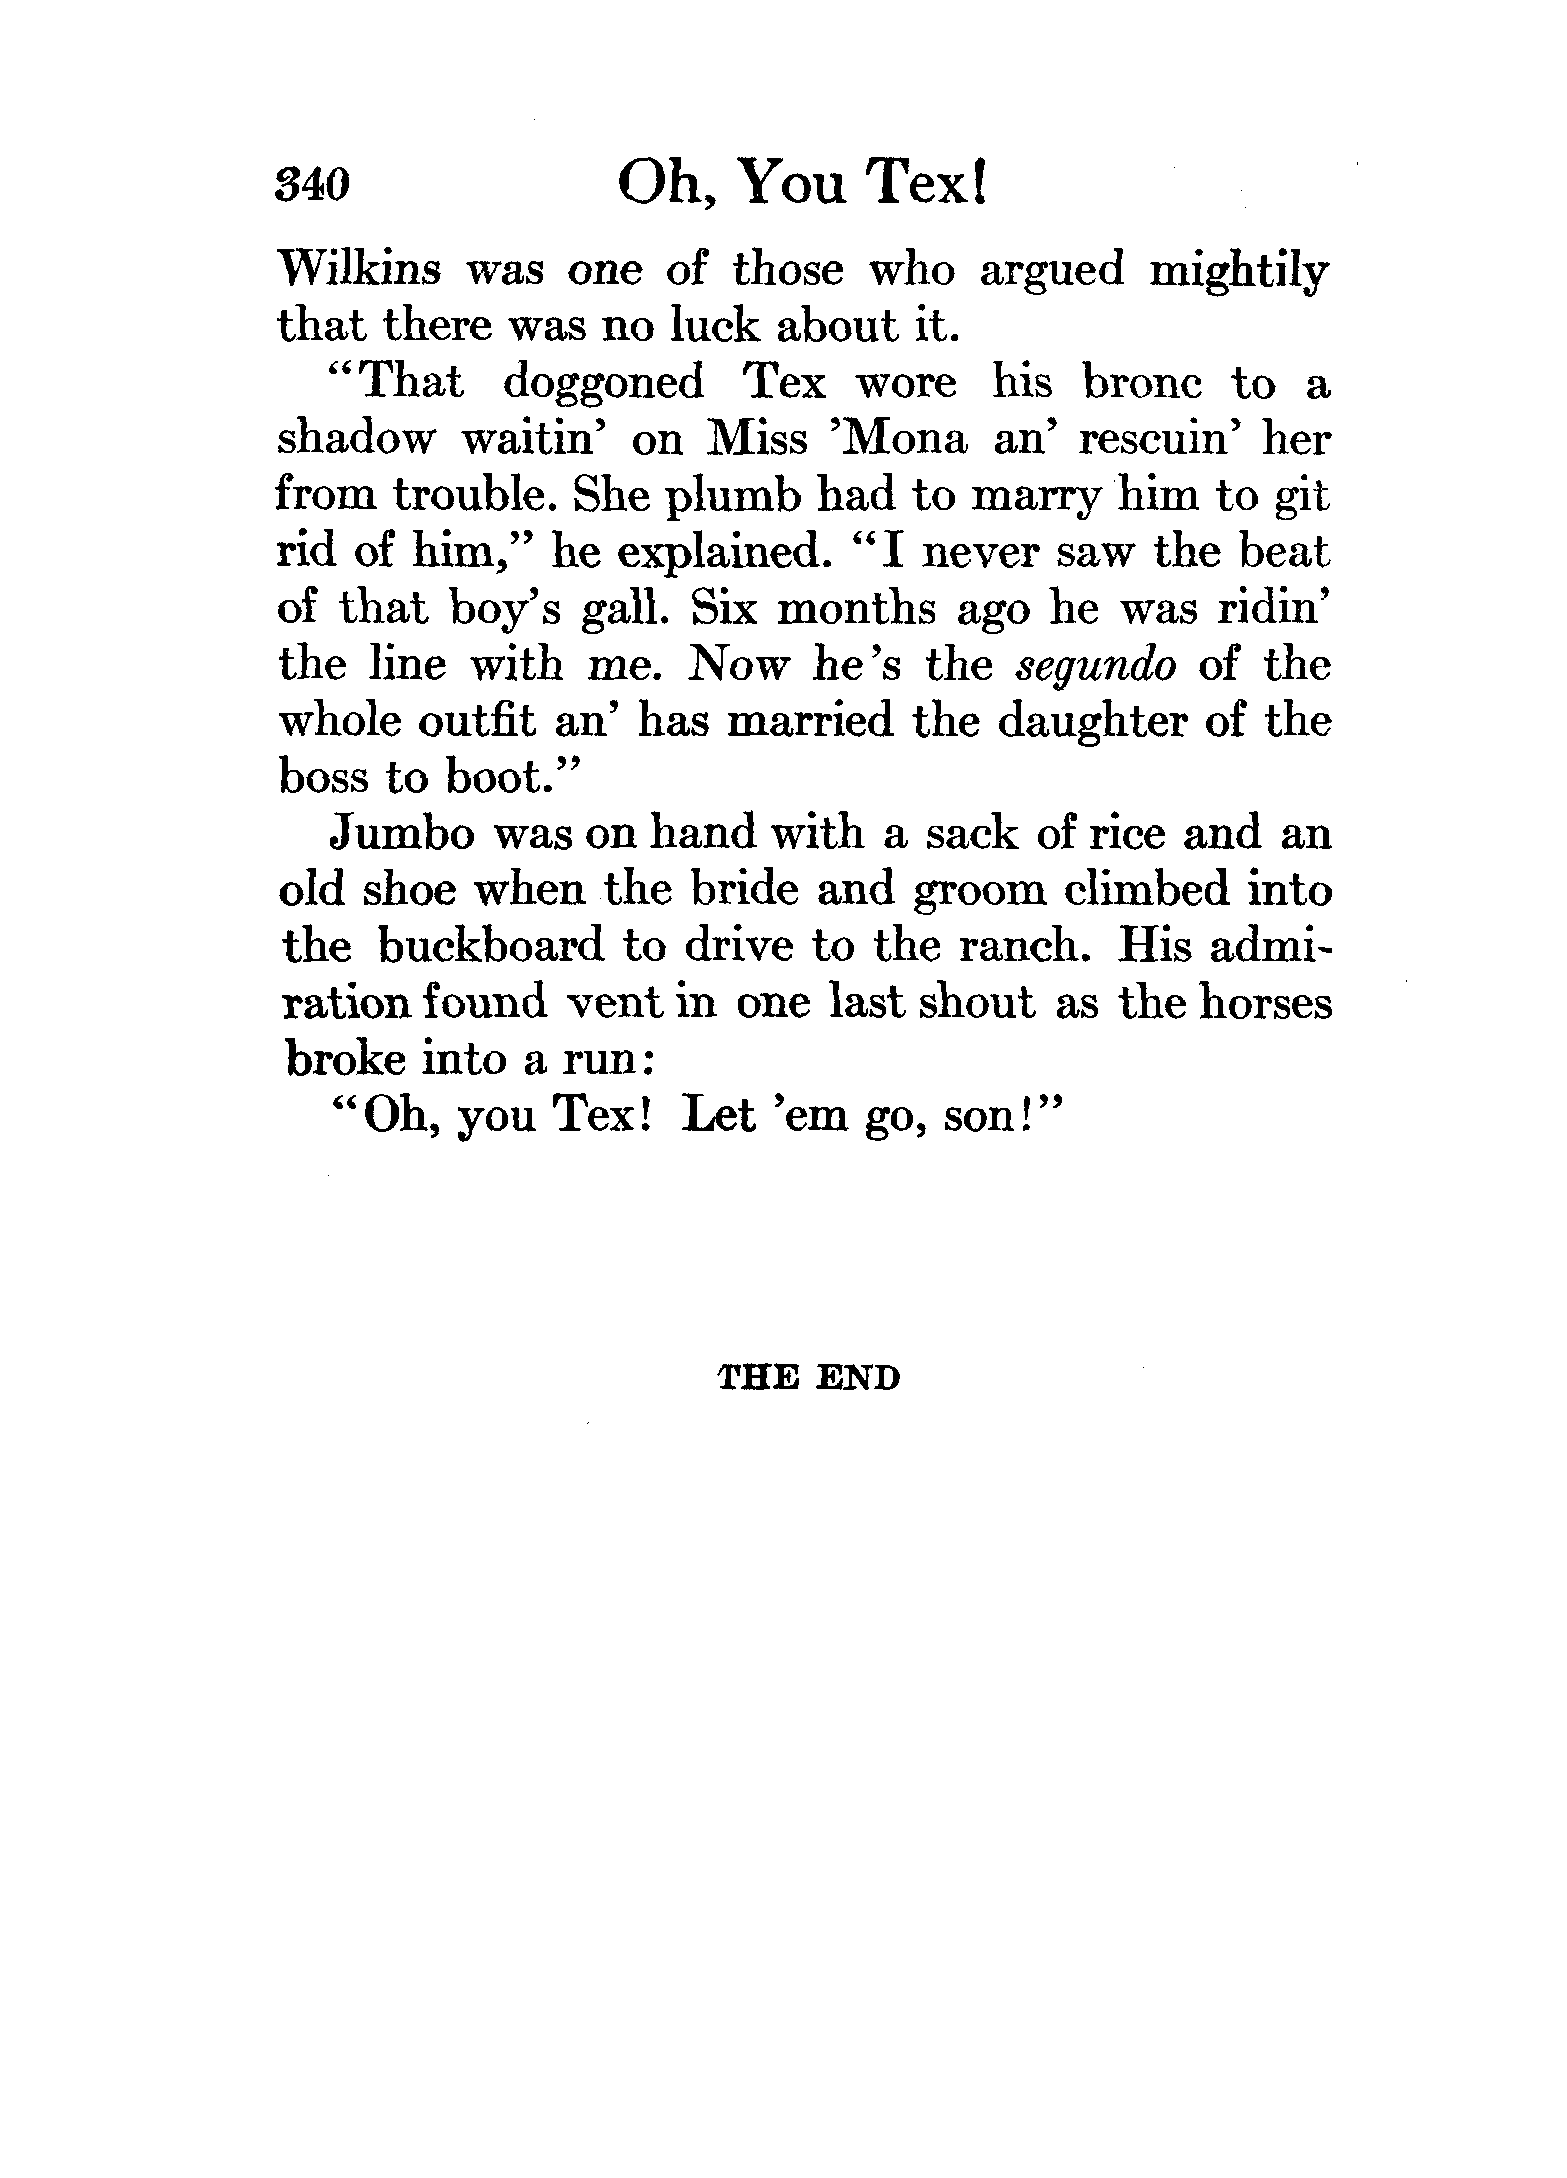 340 Oh, You Tex!
Wilkins was one of those who argued mightily
that there was no luck about it.
“That doggoned Tex wore his bronc to a
shadow waitin’ on Miss ’Mona an’ rescuin’ her
from trouble. She plumb had to marry him to git
rid of him,” he explained. “I never saw the beat
of that boy’s gall. Six months ago he was ridin’
the line with me. Now he’s the segundo of the
whole outfit an’ has married the daughter of the
boss to boot.”
Jumbo was on hand with a sack of rice and an
old shoe when the bride and groom climbed into
the buckboard to drive to the ranch. His admi-
ration found vent in one last shout as the horses
broke into a run:
“Oh, you Tex! Let ’em go, son!”
THE END